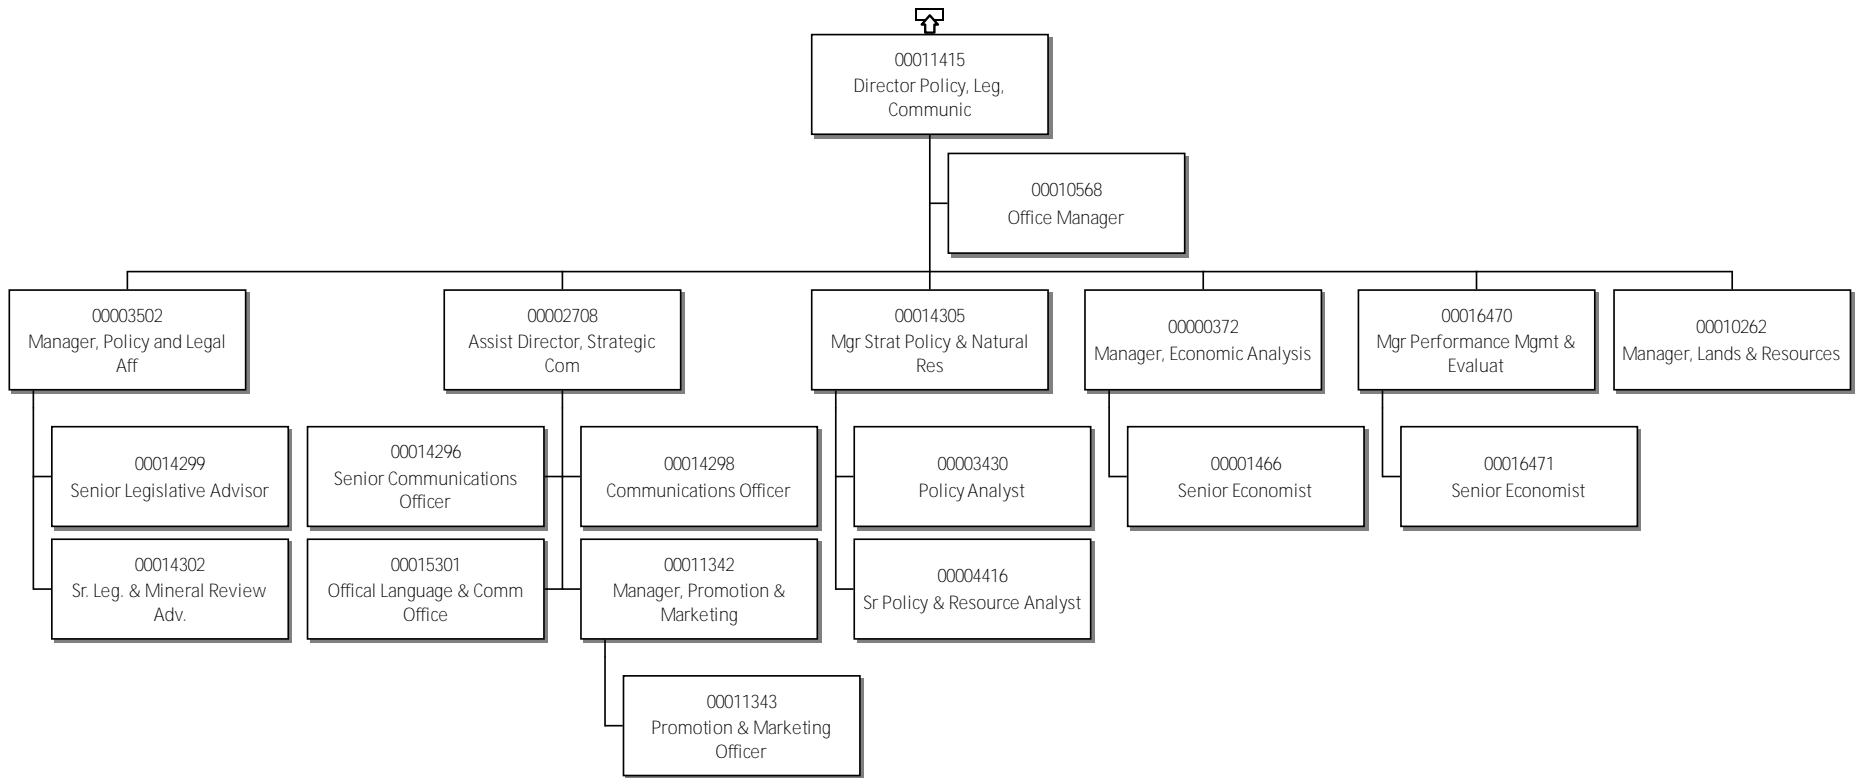 00011415
Director Policy, Leg,
Communic
00010568
Office Manager
00003502
Manager, Policy and Legal
Aff
00002708
Assist Director, Strategic
Com
00014305
Mgr Strat Policy & Natural
Res
00000372
Manager, Economic Analysis
00016470
Mgr Performance Mgmt &
Evaluat
00010262
Manager, Lands & Resources
00014299
Senior Legislative Advisor
00014296
Senior Communications
Officer
00014298
Communications Officer
00003430
Policy Analyst
00001466
Senior Economist
00016471
Senior Economist
00014302
Sr. Leg. & Mineral Review
Adv.
00015301
Offical Language & Comm
Office
00011342
Manager, Promotion &
Marketing
00004416
Sr Policy & Resource Analyst
00011343
Promotion & Marketing
Officer